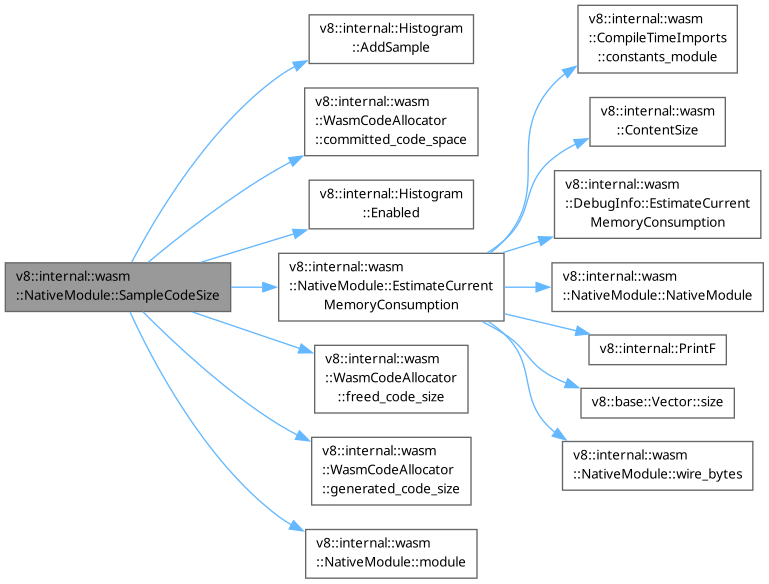 v8::internal::wasm
::NativeModule::SampleCodeSize
v8::internal::Histogram
::AddSample
v8::internal::wasm
::WasmCodeAllocator
::committed_code_space
v8::internal::Histogram
::Enabled
v8::internal::wasm
::NativeModule::EstimateCurrent
MemoryConsumption
v8::internal::wasm
::WasmCodeAllocator
::freed_code_size
v8::internal::wasm
::WasmCodeAllocator
::generated_code_size
v8::internal::wasm
::NativeModule::module
v8::internal::wasm
::CompileTimeImports
::constants_module
v8::internal::wasm
::ContentSize
v8::internal::wasm
::DebugInfo::EstimateCurrent
MemoryConsumption
v8::internal::wasm
::NativeModule::NativeModule
v8::internal::PrintF
v8::base::Vector::size
v8::internal::wasm
::NativeModule::wire_bytes